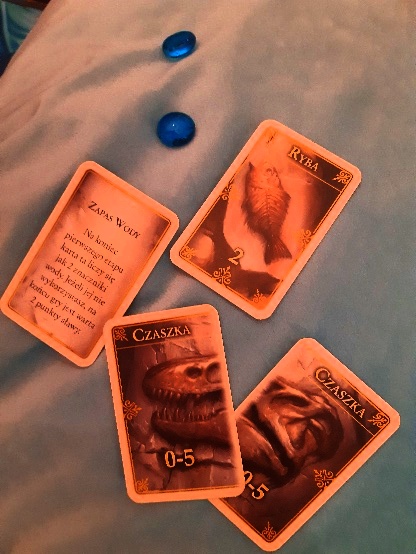 RYBA
2
ZAPAS WODY
Na koniec
pierwszego etapu
karta ta liczy się
jak 2 znaczniki
wody. Jeżeli jej nie
wykorzystasz na
końcu gry jest warta
2 punkty sławy.
CZASZKA
0-5
CZASZKA
0-5